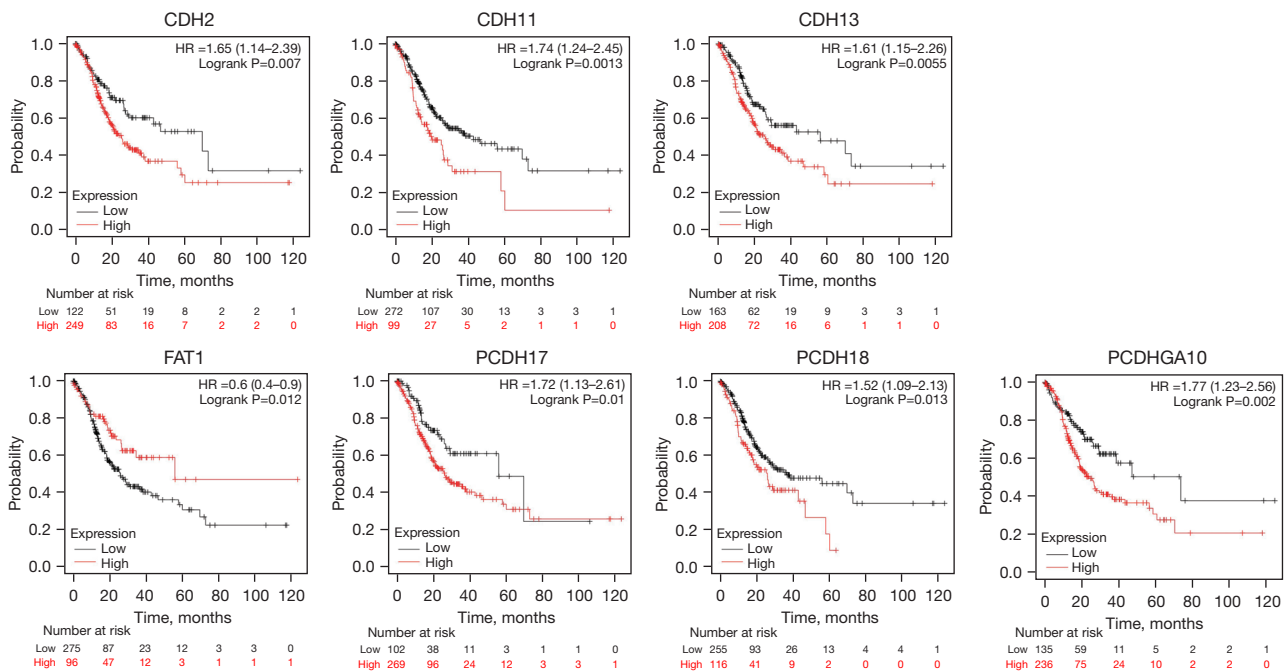 CDH2
HR =1.65 (1.14–2.39)
Logrank P=0.007
Probability
1.0
0.8
0.6
0.4
0.2
0.0
Expression
Low
High
0 20 40 60 80 100 120
Time, months
Number at risk
Low 122 51 19 8 2 2 1
High 249 83 16 7 2 2 0
CDH11
HR =1.74 (1.24–2.45)
Logrank P=0.0013
Probability
1.0
0.8
0.6
0.4
0.2
0.0
Expression
Low
High
0 20 40 60 80 100 120
Time, months
Number at risk
Low 272 107 30 13 3 3 1
High 99 27 5 2 1 1 0
CDH13
HR =1.61 (1.15–2.26)
Logrank P=0.0055
Probability
1.0
0.8
0.6
0.4
0.2
0.0
Expression
Low
High
0 20 40 60 80 100 120
Time, months
Number at risk
Low 163 62 19 9 3 3 1
High 208 72 16 6 1 1 0
FAT1
HR =0.6 (0.4–0.9)
Logrank P=0.012
Probability
1.0
0.8
0.6
0.4
0.2
0.0
Expression
Low
High
0 20 40 60 80 100 120
Time, months
Number at risk
Low 275 87 23 12 3 3 0
High 96 47 12 3 1 1 1
PCDH17
HR =1.72 (1.13–2.61)
Logrank P=0.01
Probability
1.0
0.8
0.6
0.4
0.2
0.0
Expression
Low
High
0 20 40 60 80 100 120
Time, months
Number at risk
Low 102 38 11 3 1 1 0
High 269 96 24 12 3 3 1
PCDH18
HR =1.52 (1.09–2.13)
Logrank P=0.013
Probability
1.0
0.8
0.6
0.4
0.2
0.0
Expression
Low
High
0 20 40 60 80 100 120
Time, months
Number at risk
Low 255 93 26 13 4 4 1
High 116 41 9 2 0 0 0
PCDHGA10
HR =1.77 (1.23–2.56)
Logrank P=0.002
Probability
1.0
0.8
0.6
0.4
0.2
0.0
Expression
Low
High
0 20 40 60 80 100 120
Time, months
Number at risk
Low 135 59 11 5 2 2 1
High 236 75 24 10 2 2 0